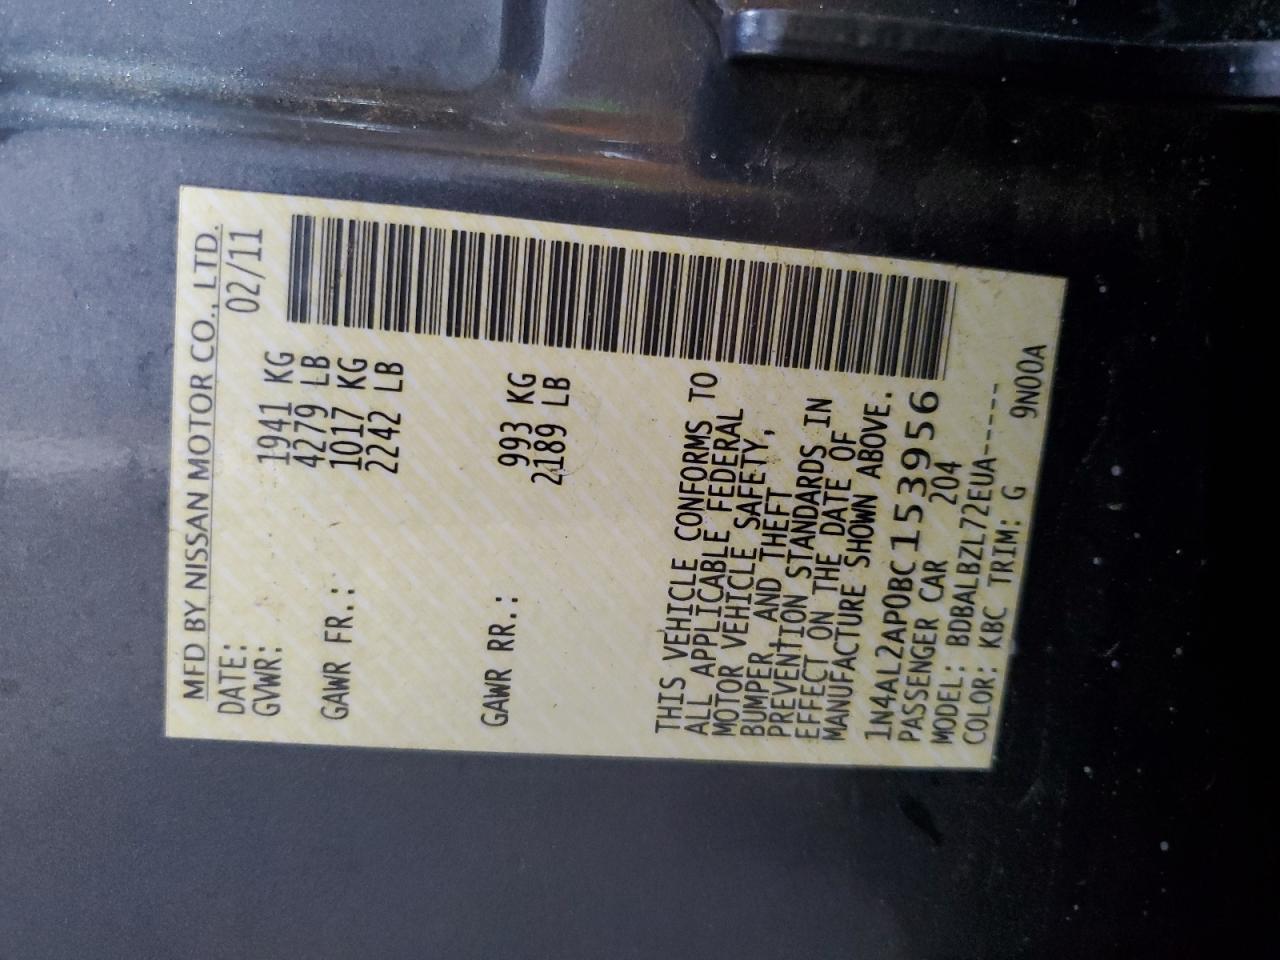 MFD BY NISSAN MOTOR CO., LTD.
DATE: 02/11
GVWR: 1941 KG
4279 LB
GAWR FR.: 1017 KG
2242 LB
GAWR RR.: 993 KG
2189 LB
THIS VEHICLE CONFORMS TO
ALL APPLICABLE FEDERAL
MOTOR VEHICLE SAFETY,
BUMPER, AND THEFT
PREVENTION STANDARDS IN
EFFECT ON THE DATE OF
MANUFACTURE SHOWN ABOVE.
1N4AL2AP0BC153956
PASSENGER CAR 204
MODEL: BDBALBZL72EUA-----
COLOR: KBC TRIM: G 9N00A